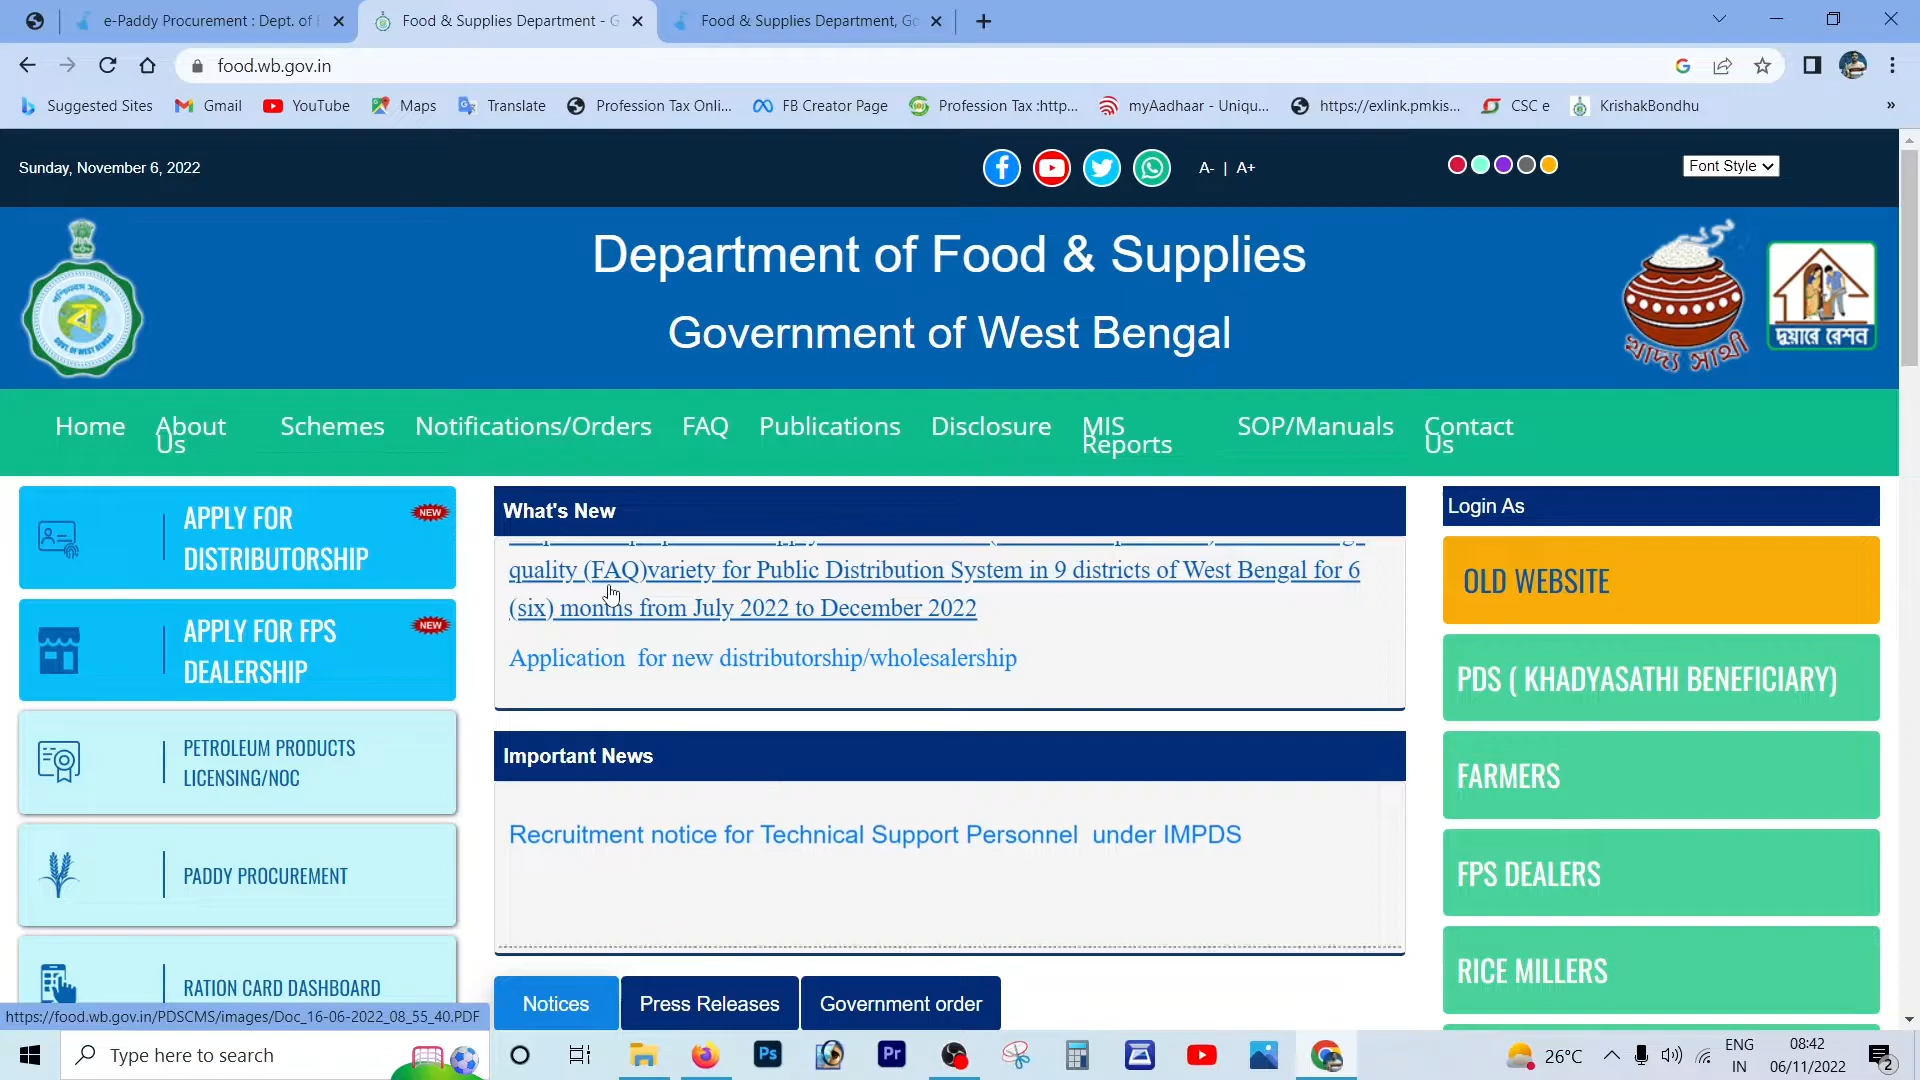 e-Paddy Procurement : Dept. of
Food & Supplies Department - G
Food & Supplies Department, Go
food.wb.gov.in
Suggested Sites
Gmail
YouTube
Maps
Translate
Profession Tax Onli...
FB Creator Page
Profession Tax :http...
myAadhaar - Uniqu...
https://exlink.pmkis...
CSC e
KrishakBondhu
»
Sunday, November 6, 2022
A- | A+
Font Style
Department of Food & Supplies
Government of West Bengal
খাদ্য সাথী
দুয়ারে রেশন
Home
About Us
Schemes
Notifications/Orders
FAQ
Publications
Disclosure
MIS Reports
SOP/Manuals
Contact Us
APPLY FOR
DISTRIBUTORSHIP
NEW
APPLY FOR FPS
DEALERSHIP
NEW
PETROLEUM PRODUCTS
LICENSING/NOC
PADDY PROCUREMENT
RATION CARD DASHBOARD
What's New
quality (FAQ)variety for Public Distribution System in 9 districts of West Bengal for 6
(six) months from July 2022 to December 2022
Application for new distributorship/wholesalership
Important News
Recruitment notice for Technical Support Personnel under IMPDS
Notices
Press Releases
Government order
Login As
OLD WEBSITE
PDS ( KHADYASATHI BENEFICIARY)
FARMERS
FPS DEALERS
RICE MILLERS
https://food.wb.gov.in/PDSCMS/images/Doc_16-06-2022_08_55_40.PDF
Type here to search
Ps
Pr
26°C
ENG
IN
08:42
06/11/2022
2